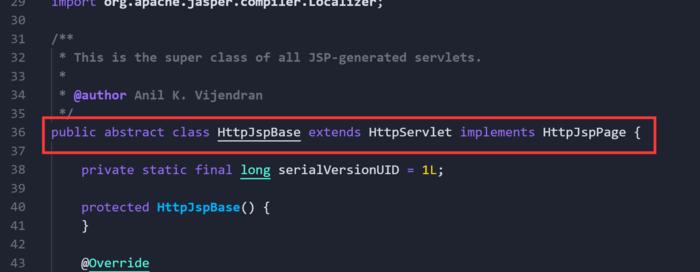 29 import org.apache.jasper.compiler.Localizer;
30
31 /**
32 * This is the super class of all JSP-generated servlets.
33 *
34 * @author Anil K. Vijendran
35 */
36 public abstract class HttpJspBase extends HttpServlet implements HttpJspPage {
37
38 private static final long serialVersionUID = 1L;
39
40 protected HttpJspBase() {
41 }
42
43 @Override